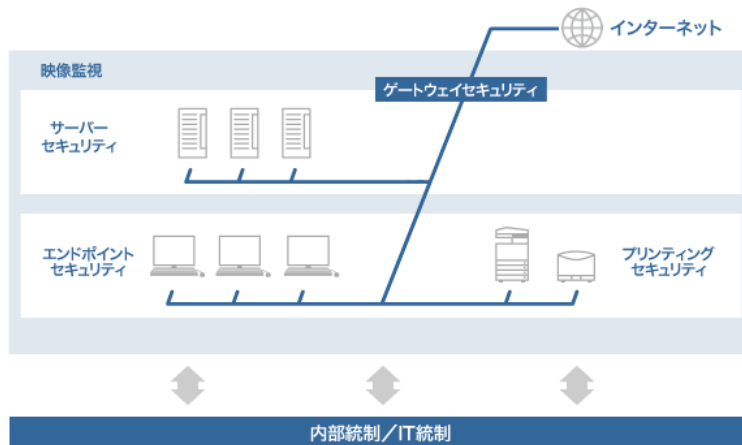 インターネット
映像監視
ゲートウェイセキュリティ
サーバー
セキュリティ
エンドポイント
セキュリティ
プリンティング
セキュリティ
内部統制／IT統制